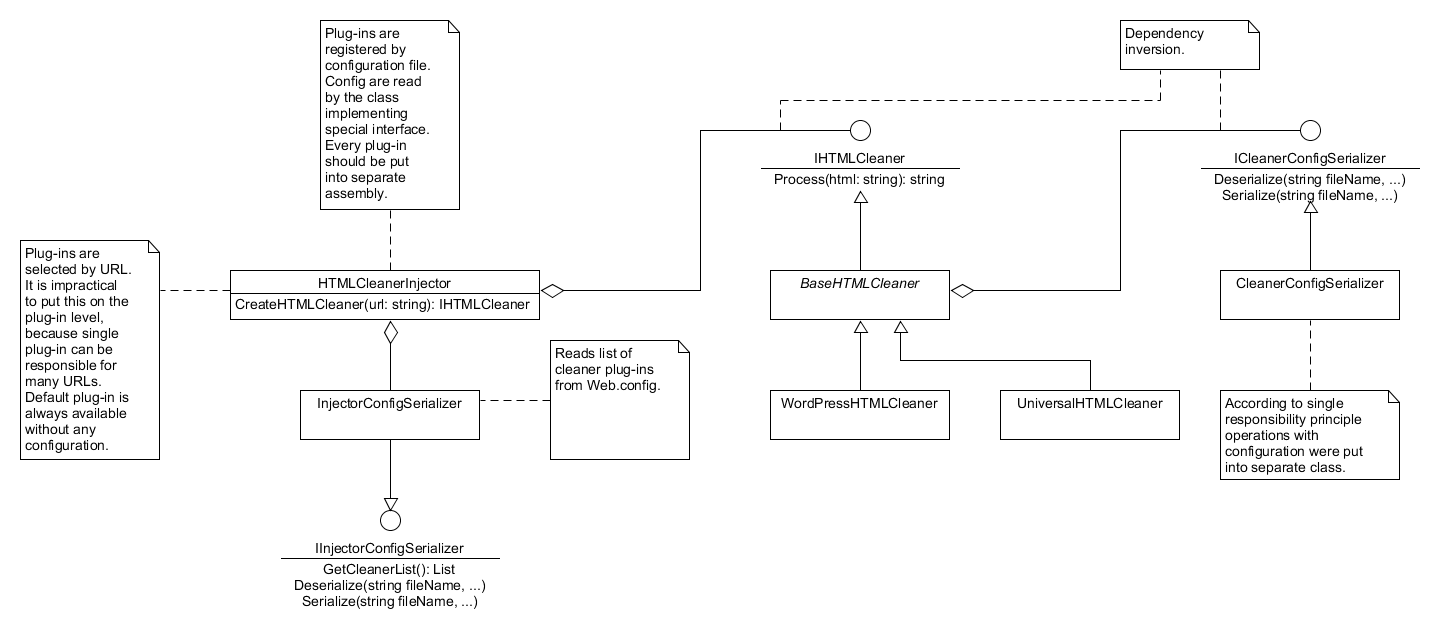 Plug-ins are
registered by
configuration file.
Config are read
by the class
implementing
special interface.
Every plug-in
should be put
into separate
assembly.
Dependency
inversion.
IHTMLCleaner
Process(html: string): string
ICleanerConfigSerializer
Deserialize(string fileName, ...)
Serialize(string fileName, ...)
Plug-ins are
selected by URL.
It is impractical
to put this on the
plug-in level,
because single
plug-in can be
responsible for
many URLs.
Default plug-in is
always available
without any
configuration.
HTMLCleanerInjector
CreateHTMLCleaner(url: string): IHTMLCleaner
BaseHTMLCleaner
CleanerConfigSerializer
Reads list of
cleaner plug-ins
from Web.config.
InjectorConfigSerializer
WordPressHTMLCleaner
UniversalHTMLCleaner
According to single
responsibility principle
operations with
configuration were put
into separate class.
IInjectorConfigSerializer
GetCleanerList(): List
Deserialize(string fileName, ...)
Serialize(string fileName, ...)